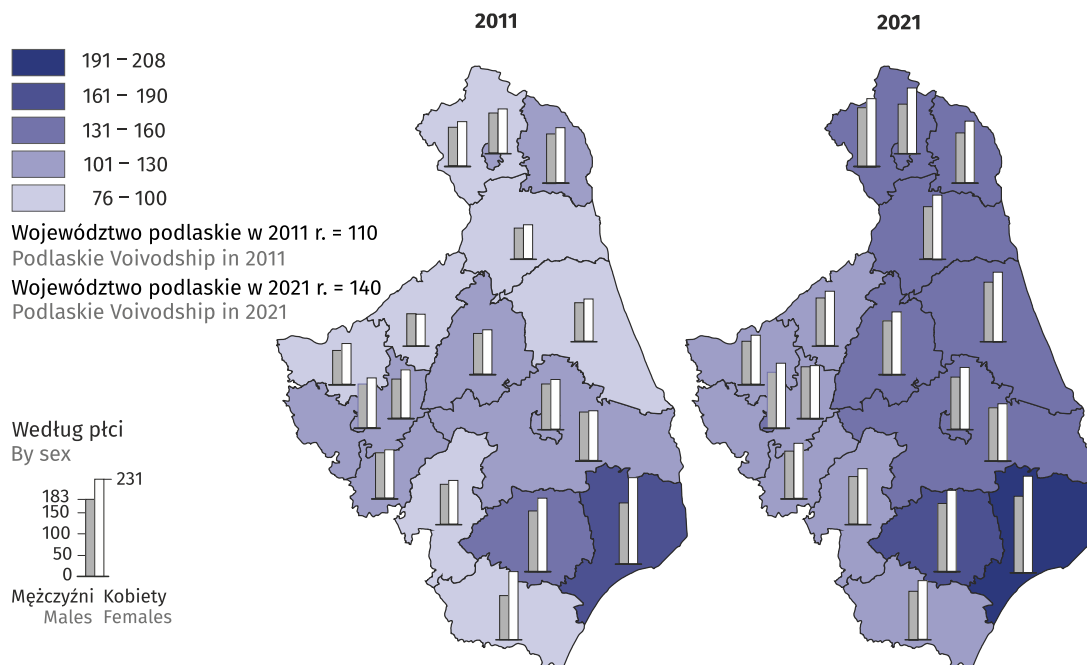 2011
2021
191 – 208
161 – 190
131 – 160
101 – 130
76 – 100
Województwo podlaskie w 2011 r. = 110
Podlaskie Voivodship in 2011
Województwo podlaskie w 2021 r. = 140
Podlaskie Voivodship in 2021
Według płci
By sex
231
183
150
100
50
0
Mężczyźni Kobiety
Males Females